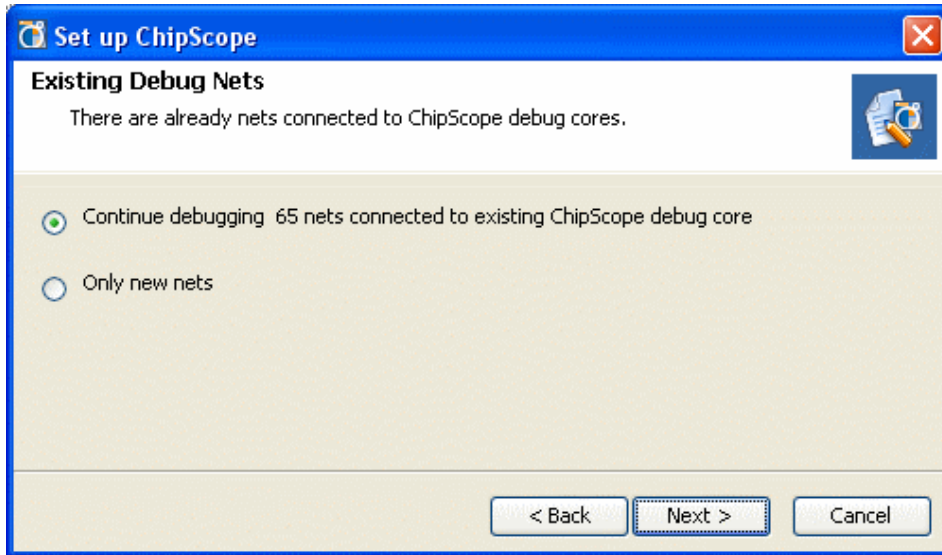 Set up ChipScope
Existing Debug Nets
There are already nets connected to ChipScope debug cores.
Continue debugging  65 nets connected to existing ChipScope debug core
Only new nets
< Back
Next >
Cancel